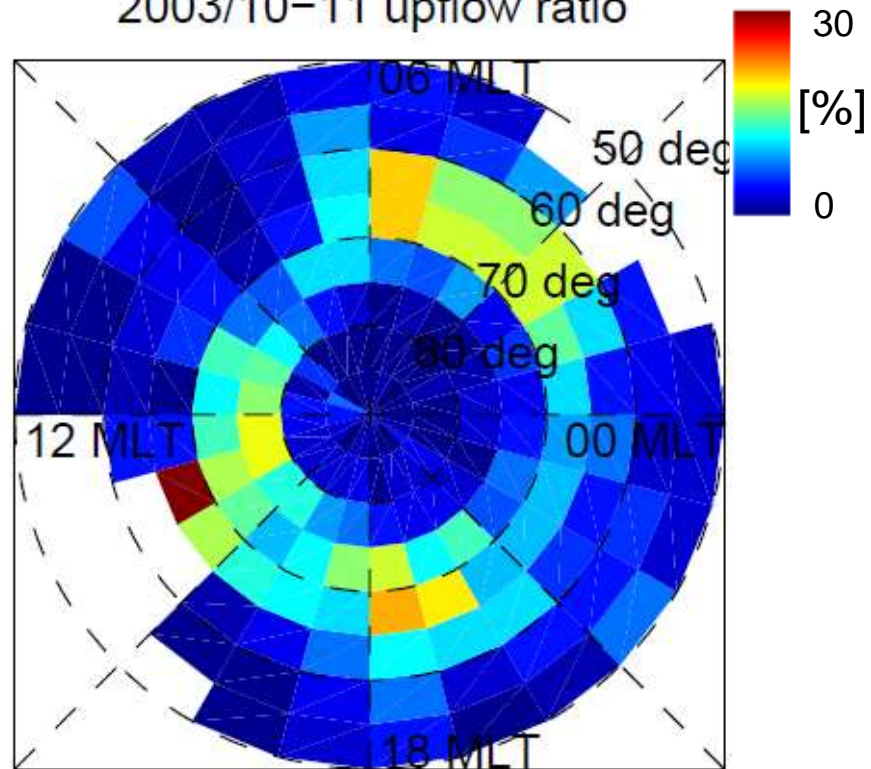 2003/10−11 upflow ratio
30
06 MLT
[%]
50 deg
0
60 deg
70 deg
80 deg
12 MLT
00 MLT
18 MLT